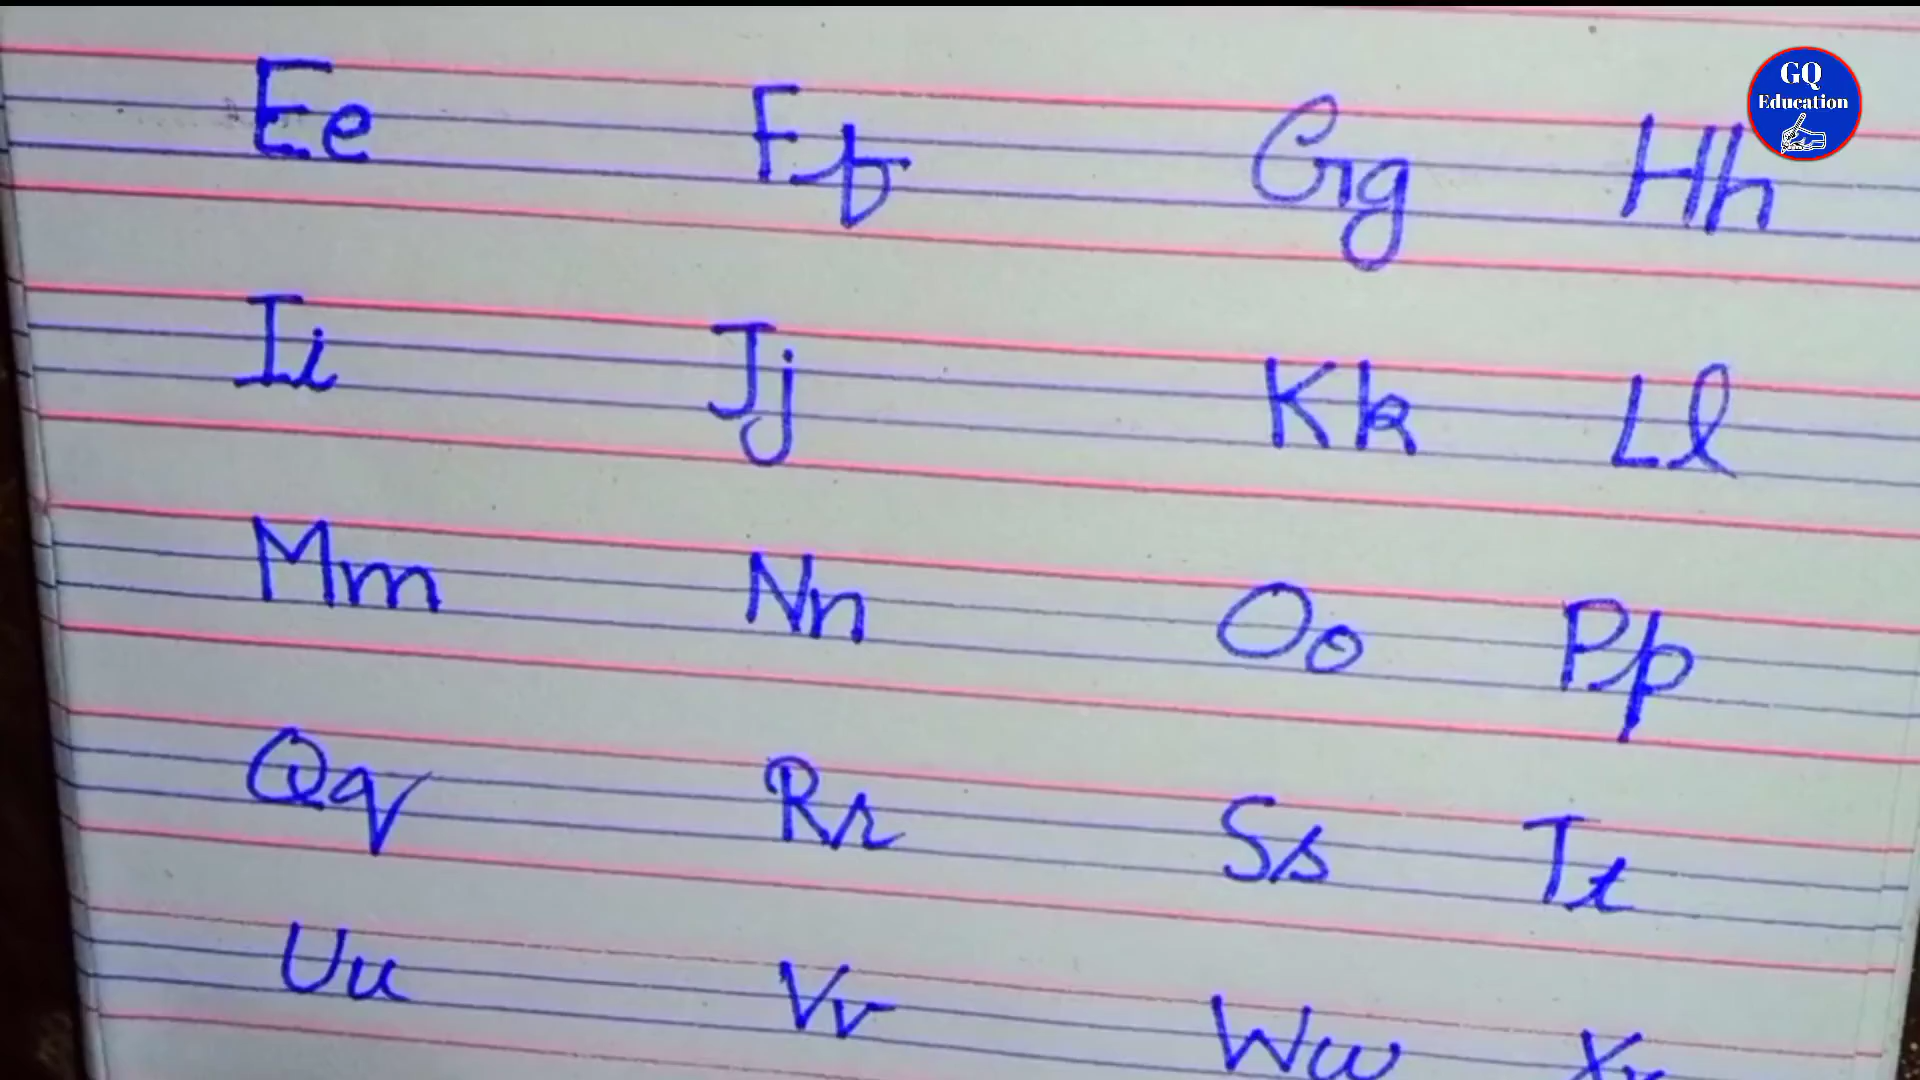 GQ
Education
Ee Ff Gg Hh
Ii Jj Kk Ll
Mm Nn Oo Pp
Qq Rr Ss Tt
Uu Vv Ww Xx